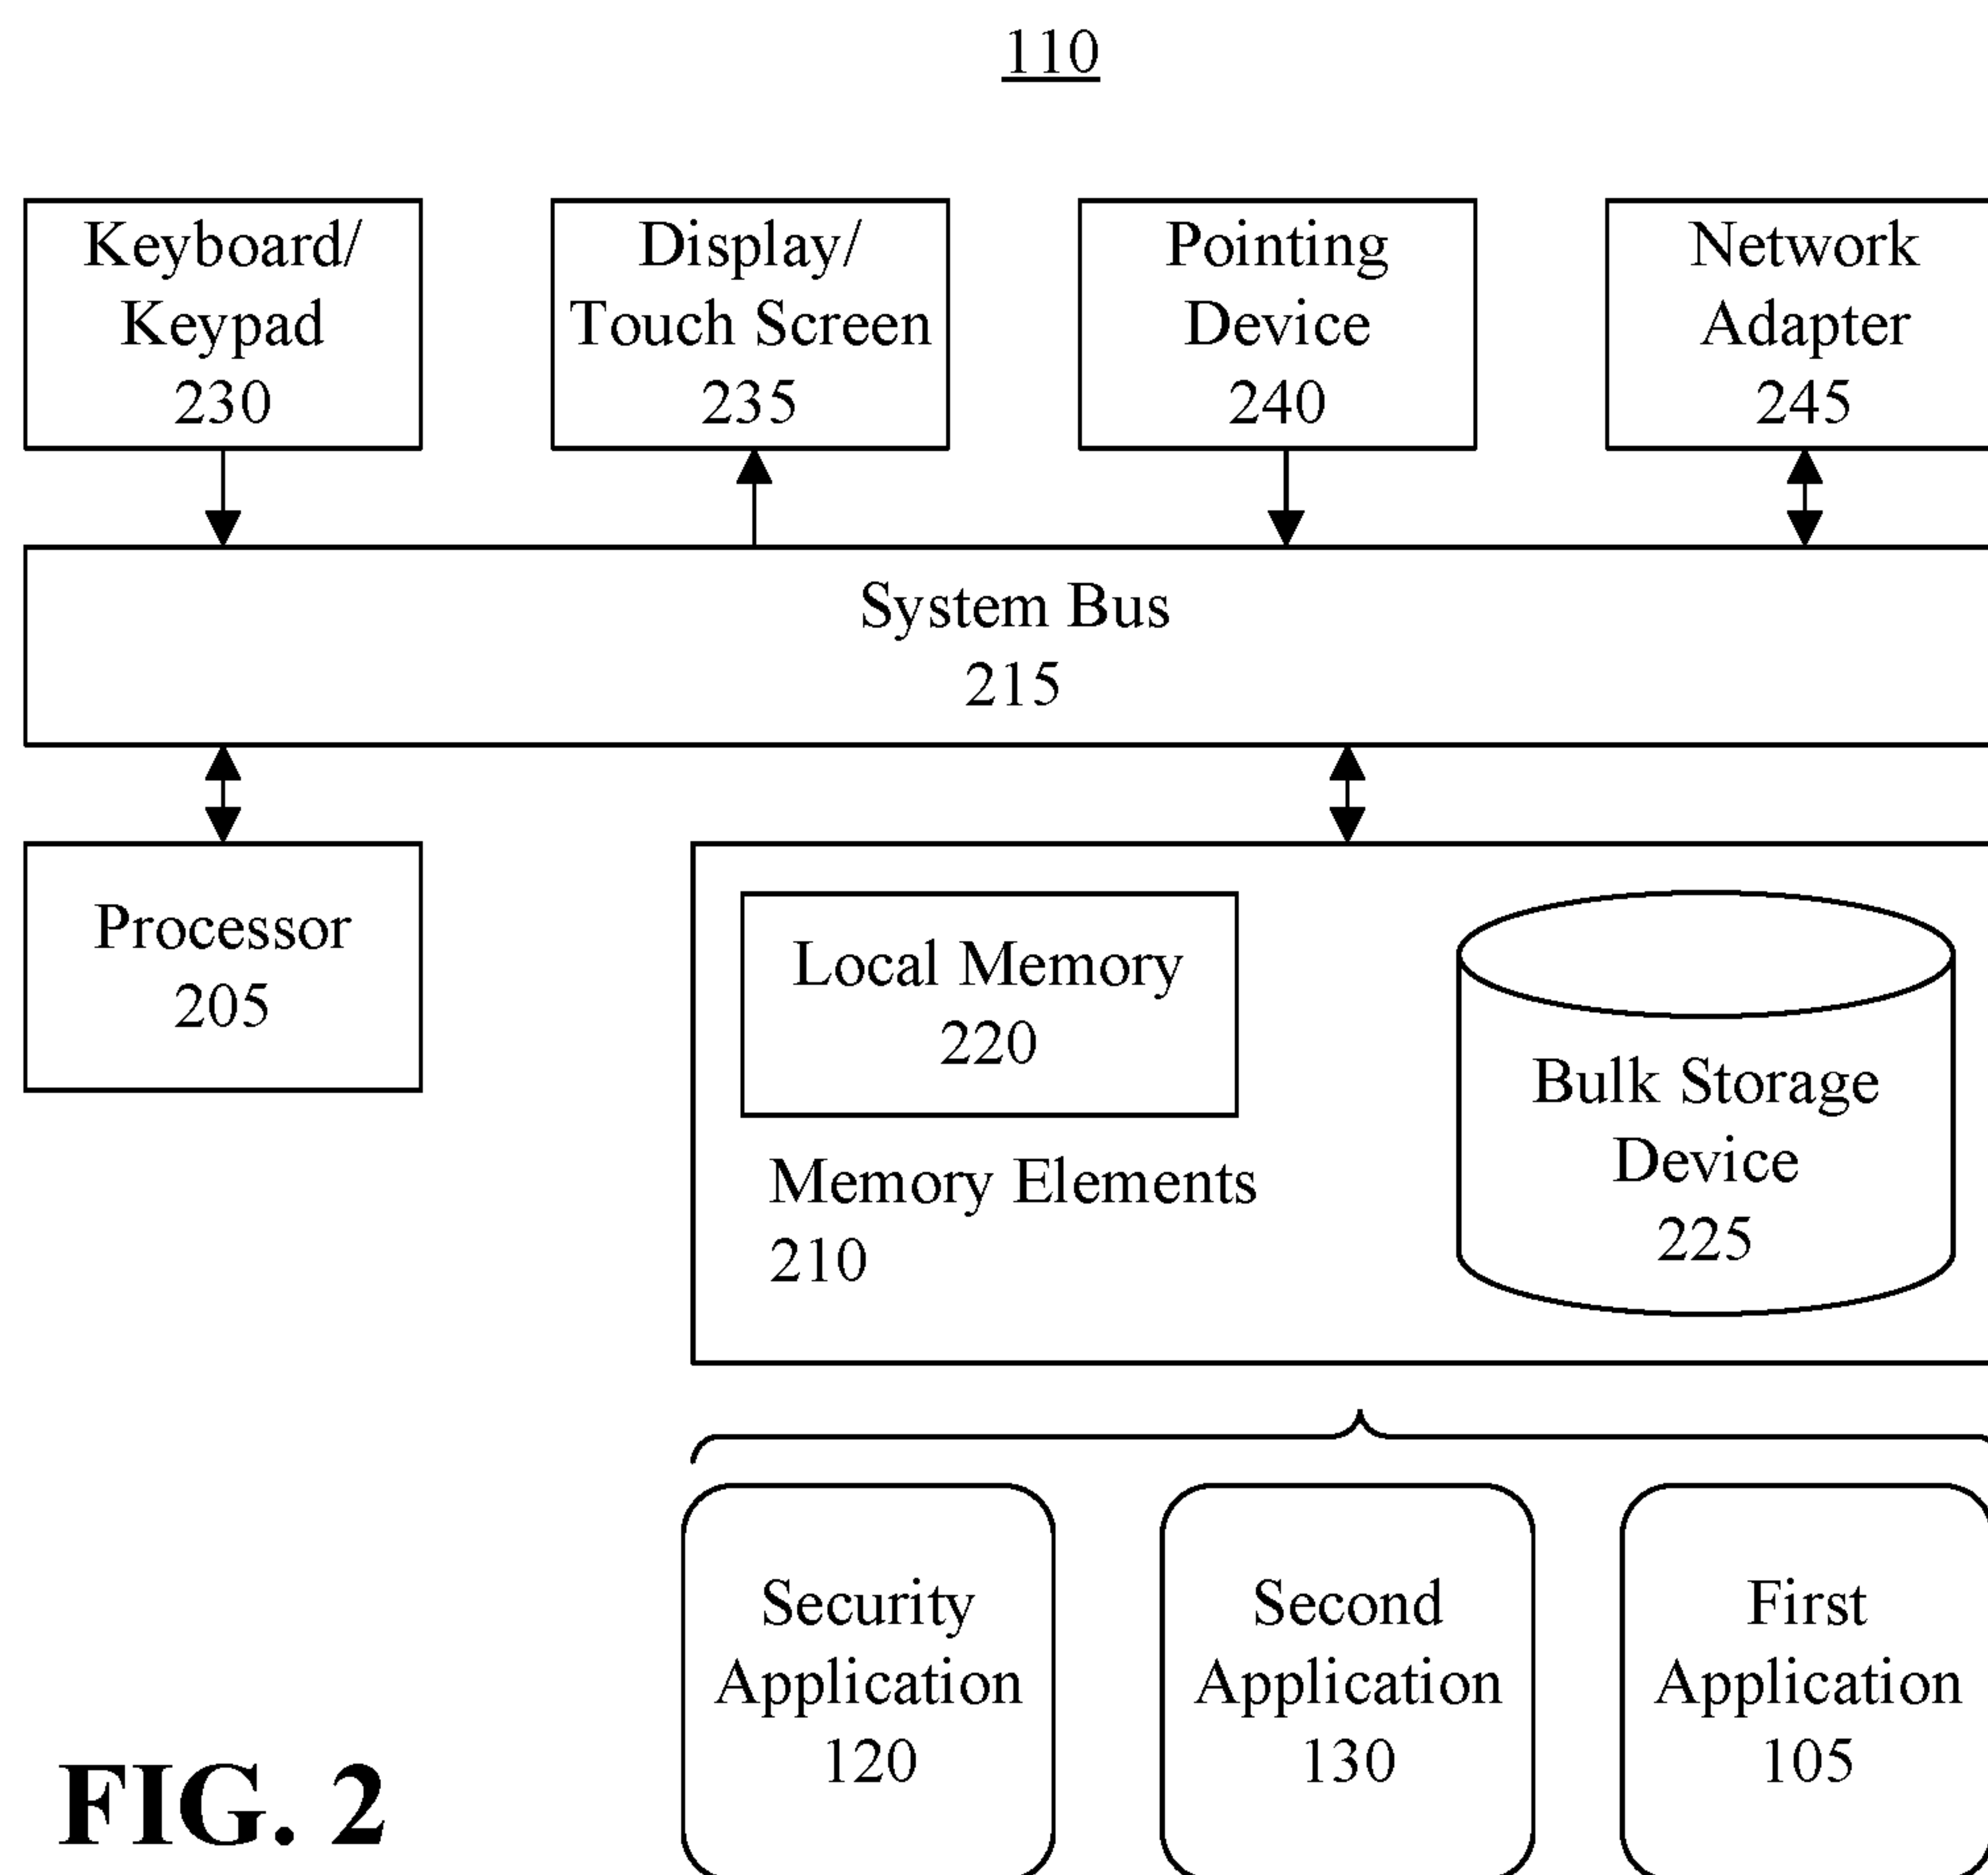 110
Keyboard/
Keypad
230
Display/
Touch Screen
235
Pointing
Device
240
Network
Adapter
245
System Bus
215
Processor
205
Local Memory
220
Memory Elements
210
Bulk Storage
Device
225
Security
Application
120
Second
Application
130
First
Application
105
FIG. 2